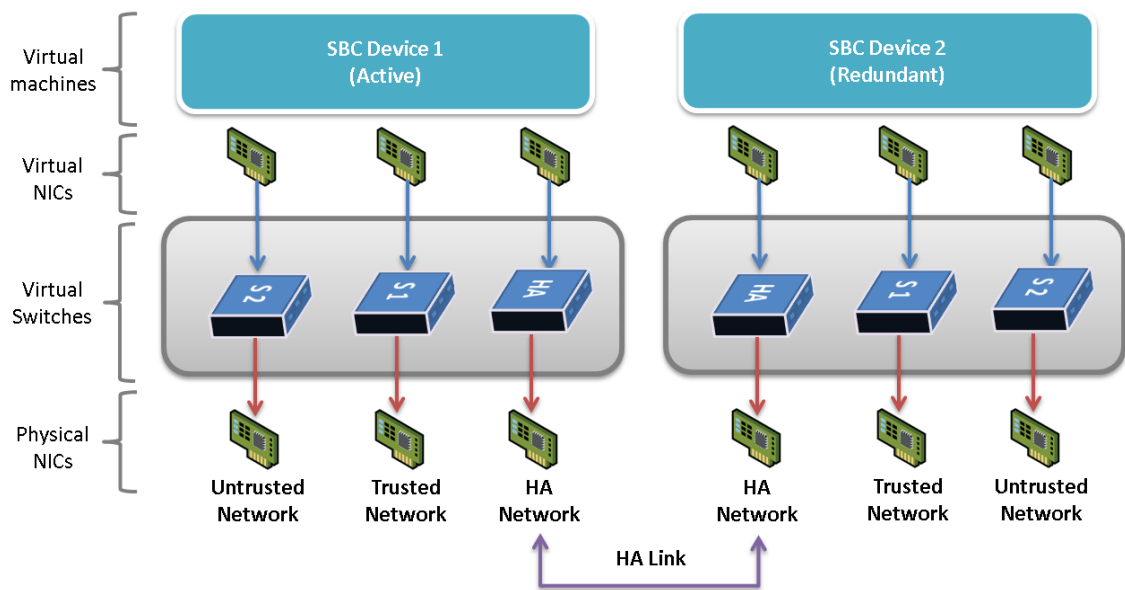 Virtual
machines
SBC Device 1
(Active)
SBC Device 2
(Redundant)
Virtual
NICs
Virtual
Switches
S2
S1
HA
HA
S1
S2
Physical
NICs
Untrusted
Network
Trusted
Network
HA
Network
HA
Network
Trusted
Network
Untrusted
Network
HA Link